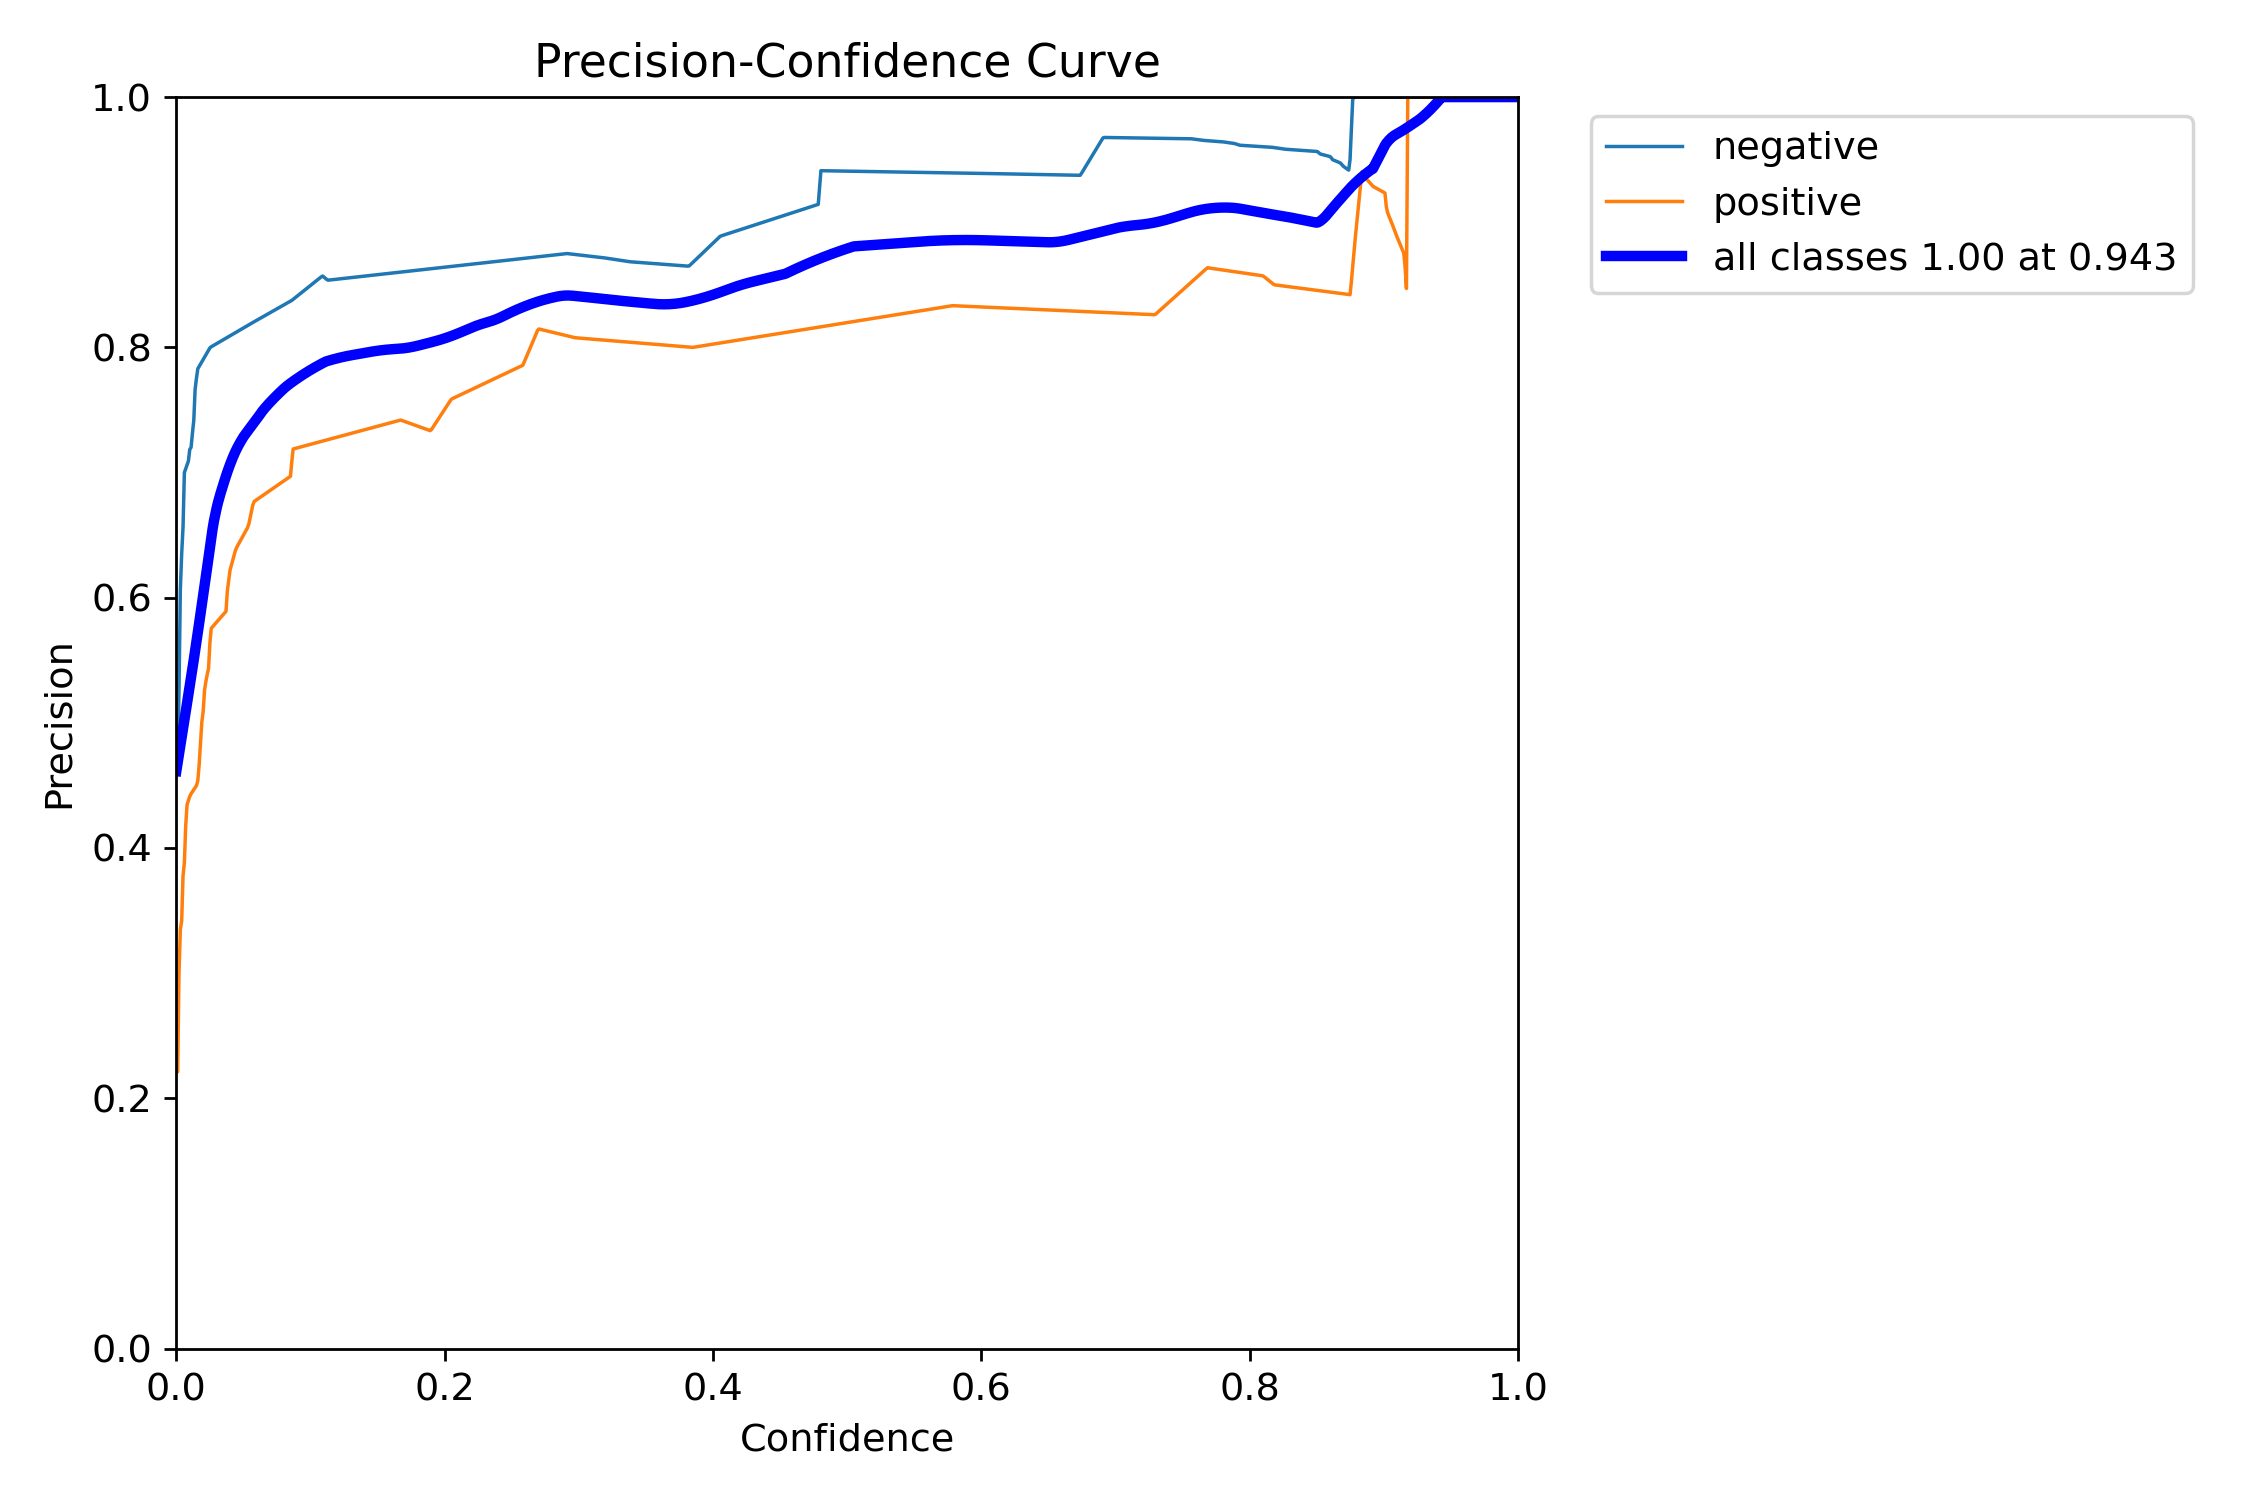 Precision-Confidence Curve
1.0
0.8
0.6
0.4
0.2
0.0
Precision
0.0 0.2 0.4 0.6 0.8 1.0
Confidence
negative
positive
all classes 1.00 at 0.943